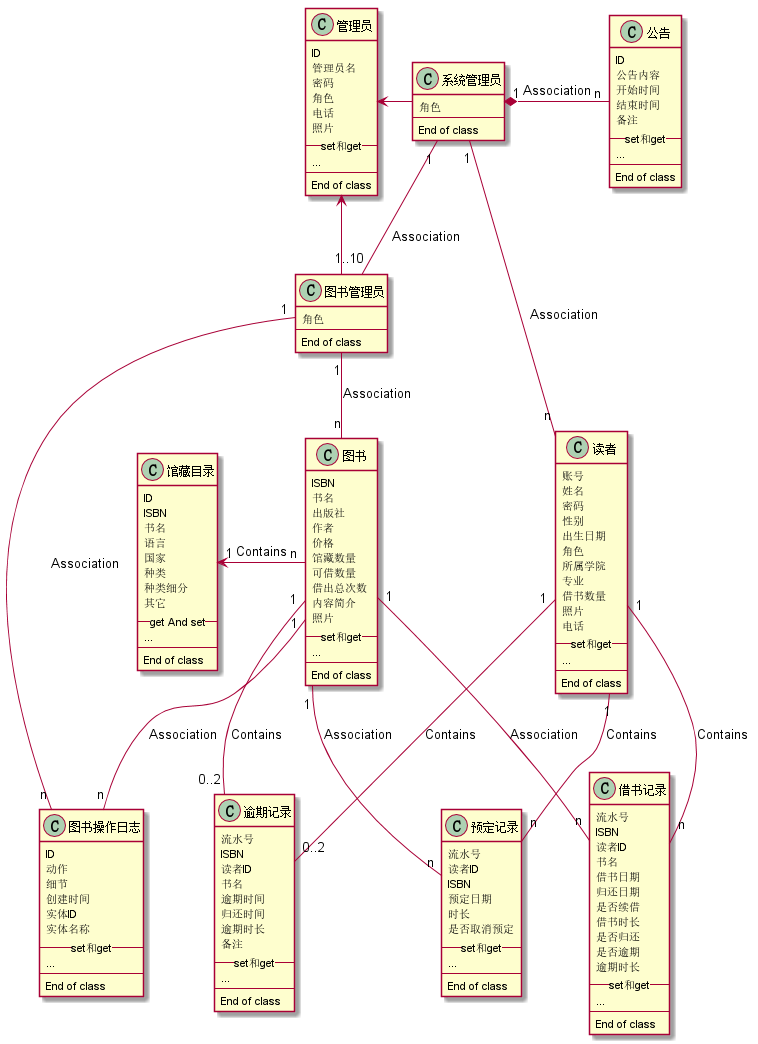 C 管理员
ID
管理员名
密码
角色
电话
照片
set和get
...
End of class
C 系统管理员
角色
End of class
C 公告
ID
公告内容
开始时间
结束时间
备注
set和get
...
End of class
1 Association n
1
1
Association
1..10
Association
n
C 图书管理员
角色
End of class
1
1
Association
n
C 馆藏目录
ID
ISBN
书名
语言
国家
种类
种类细分
其它
get And set
...
End of class
1 Contains n
C 图书
ISBN
书名
出版社
作者
价格
馆藏数量
可借数量
借出总次数
内容简介
照片
set和get
...
End of class
C 读者
账号
姓名
密码
性别
出生日期
角色
所属学院
专业
借书数量
照片
电话
set和get
...
End of class
Association
1
1
1
1
1
1
1
Association
Contains
Association
Contains
Association
Contains
Contains
n
n
0..2
0..2
n
n
n
n
C 图书操作日志
ID
动作
细节
创建时间
实体ID
实体名称
set和get
...
End of class
C 逾期记录
流水号
ISBN
读者ID
书名
逾期时间
归还时间
逾期时长
备注
set和get
...
End of class
C 预定记录
流水号
读者ID
ISBN
预定日期
时长
是否取消预定
set和get
...
End of class
C 借书记录
流水号
ISBN
读者ID
书名
借书日期
归还日期
是否续借
借书时长
是否归还
是否逾期
逾期时长
set和get
...
End of class